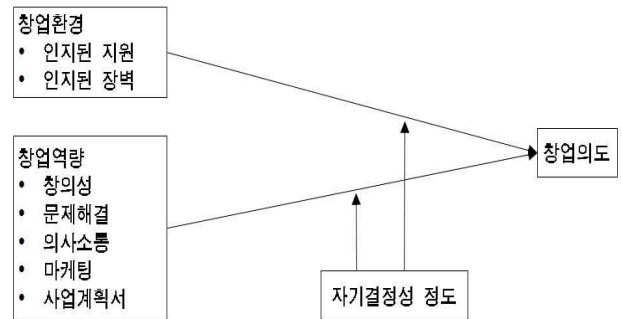 창업환경
• 인지된 지원
• 인지된 장벽
창업역량
• 창의성
• 문제해결
• 의사소통
• 마케팅
• 사업계획서
창업의도
자기결정성 정도